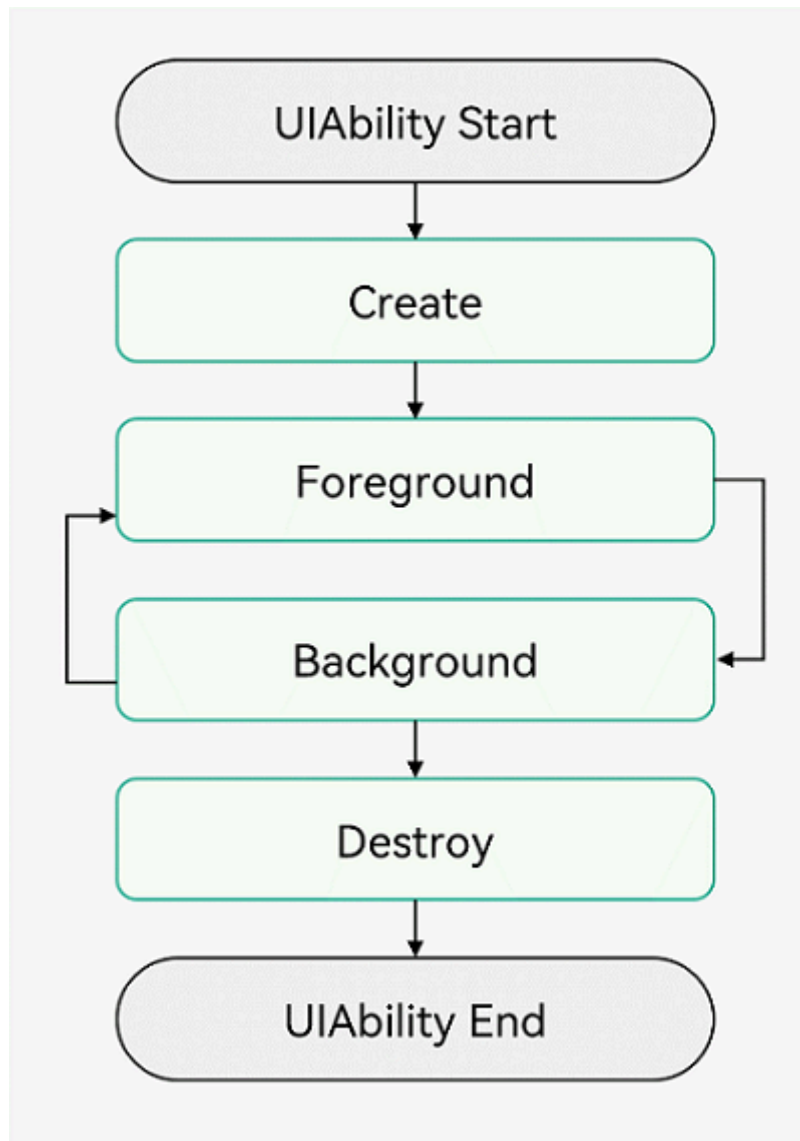 UIAbility Start
Create
Foreground
Background
Destroy
UIAbility End